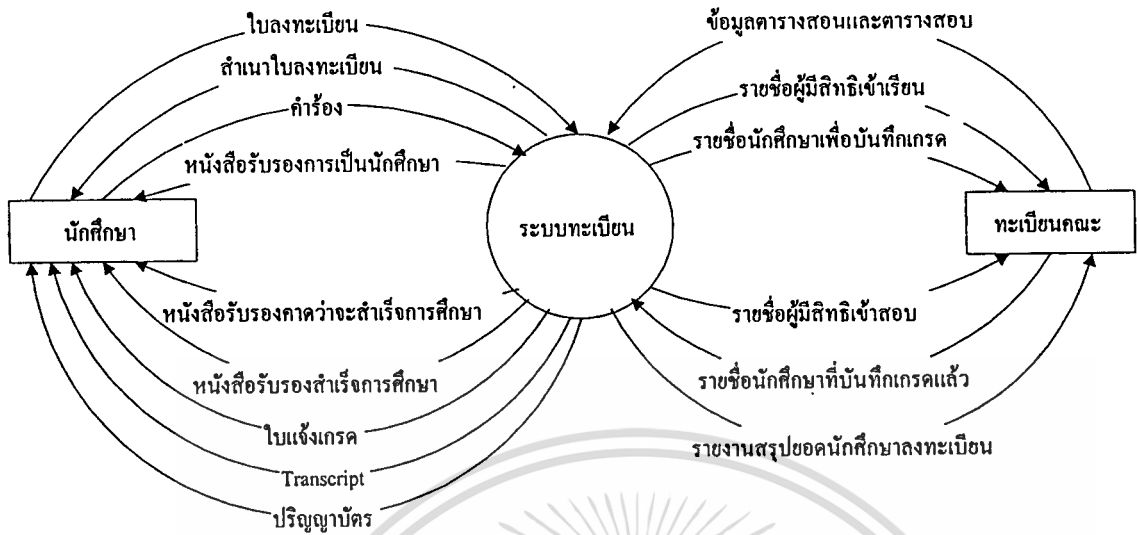 ใบลงทะเบียน
ข้อมูลตารางสอนและตารางสอบ
สำเนาใบลงทะเบียน
รายชื่อผู้มีสิทธิเข้าเรียน
คำร้อง
รายชื่อนักศึกษาเพื่อบันทึกเกรด
หนังสือรับรองการเป็นนักศึกษา
นักศึกษา
ระบบทะเบียน
ทะเบียนคณะ
หนังสือรับรองคาดว่าจะสำเร็จการศึกษา
รายชื่อผู้มีสิทธิเข้าสอบ
หนังสือรับรองสำเร็จการศึกษา
รายชื่อนักศึกษาที่บันทึกเกรดแล้ว
ใบแจ้งเกรด
รายงานสรุปยอดนักศึกษาลงทะเบียน
Transcript
ปริญญาบัตร